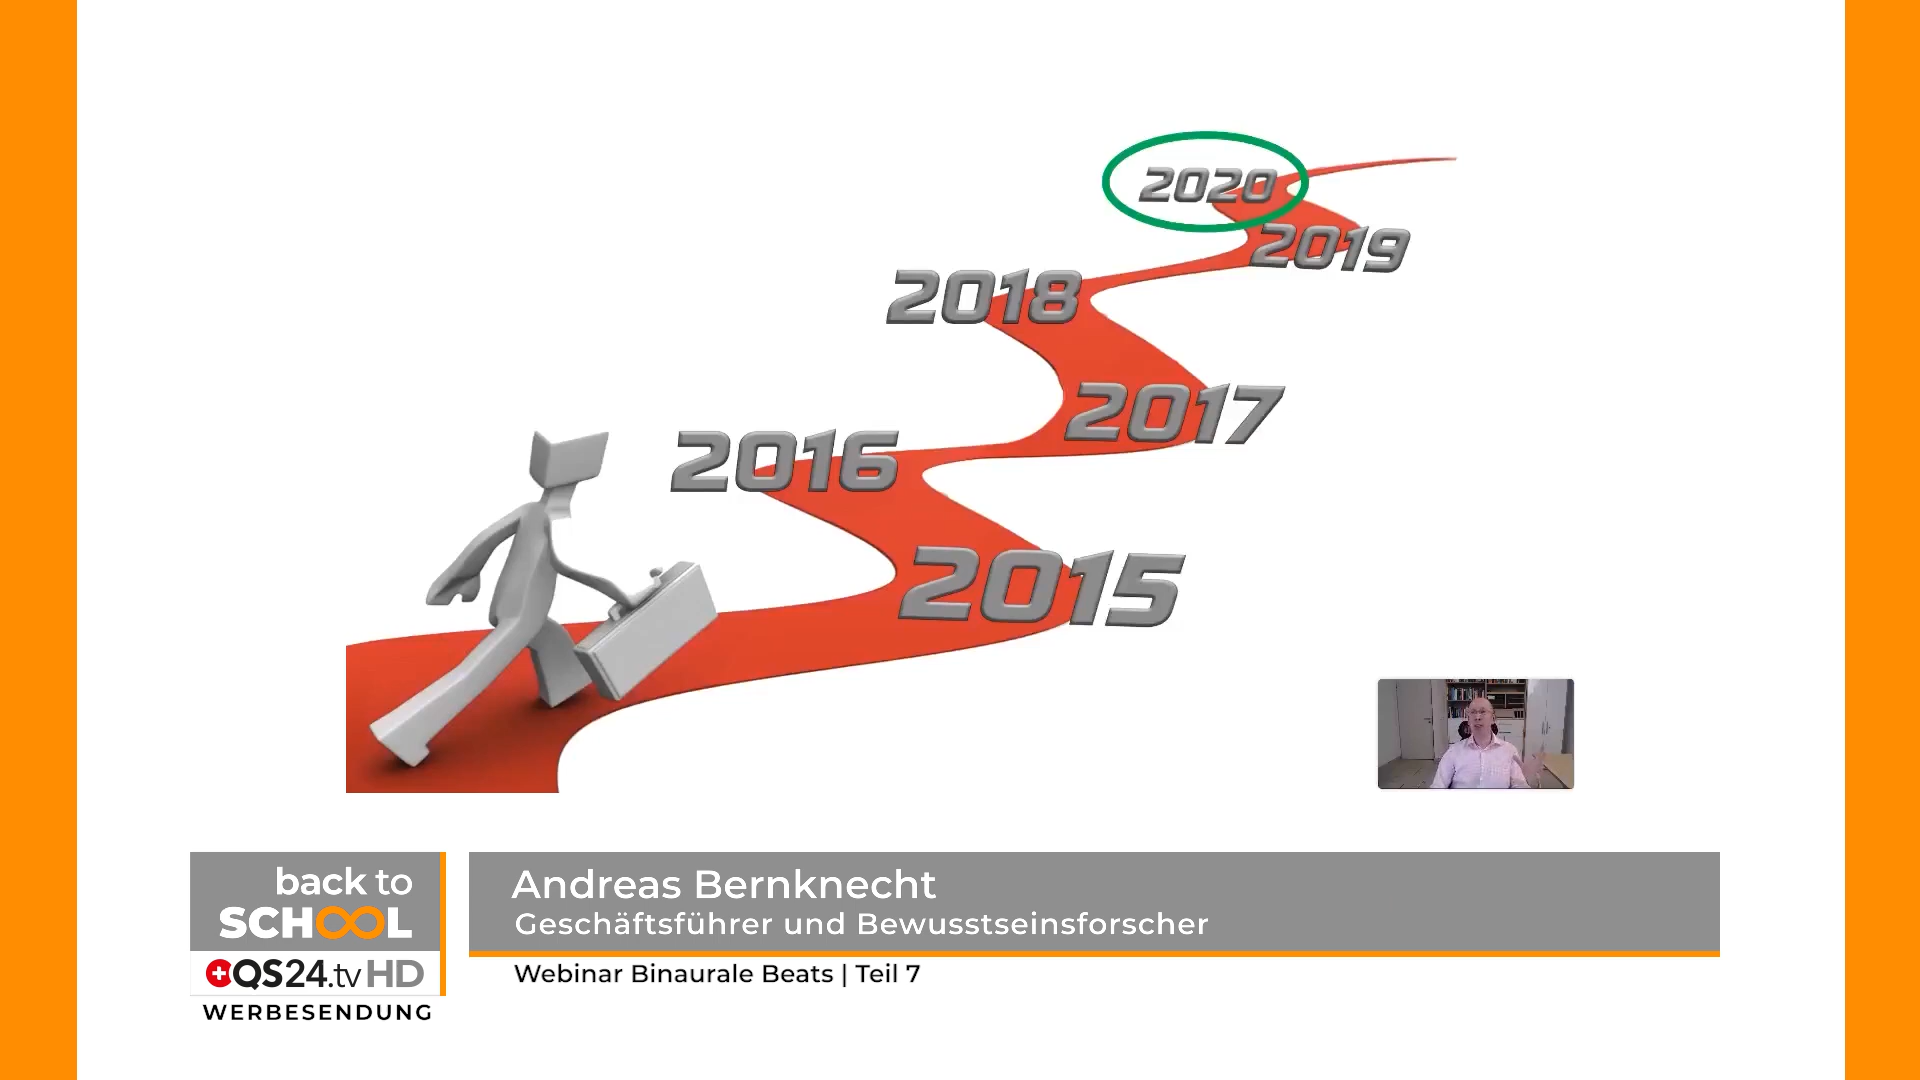 2020
2019
2018
2017
2016
2015
back to
SCHOOL
QS24.tv HD
WERBESENDUNG
Andreas Bernknecht
Geschäftsführer und Bewusstseinsforscher
Webinar Binaurale Beats | Teil 7